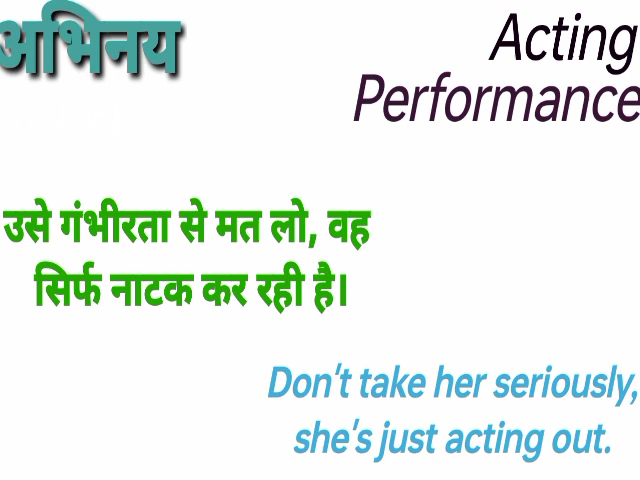 अभिनय
Acting
Performance
उसे गंभीरता से मत लो, वह
सिर्फ नाटक कर रही है।
Don't take her seriously,
she's just acting out.